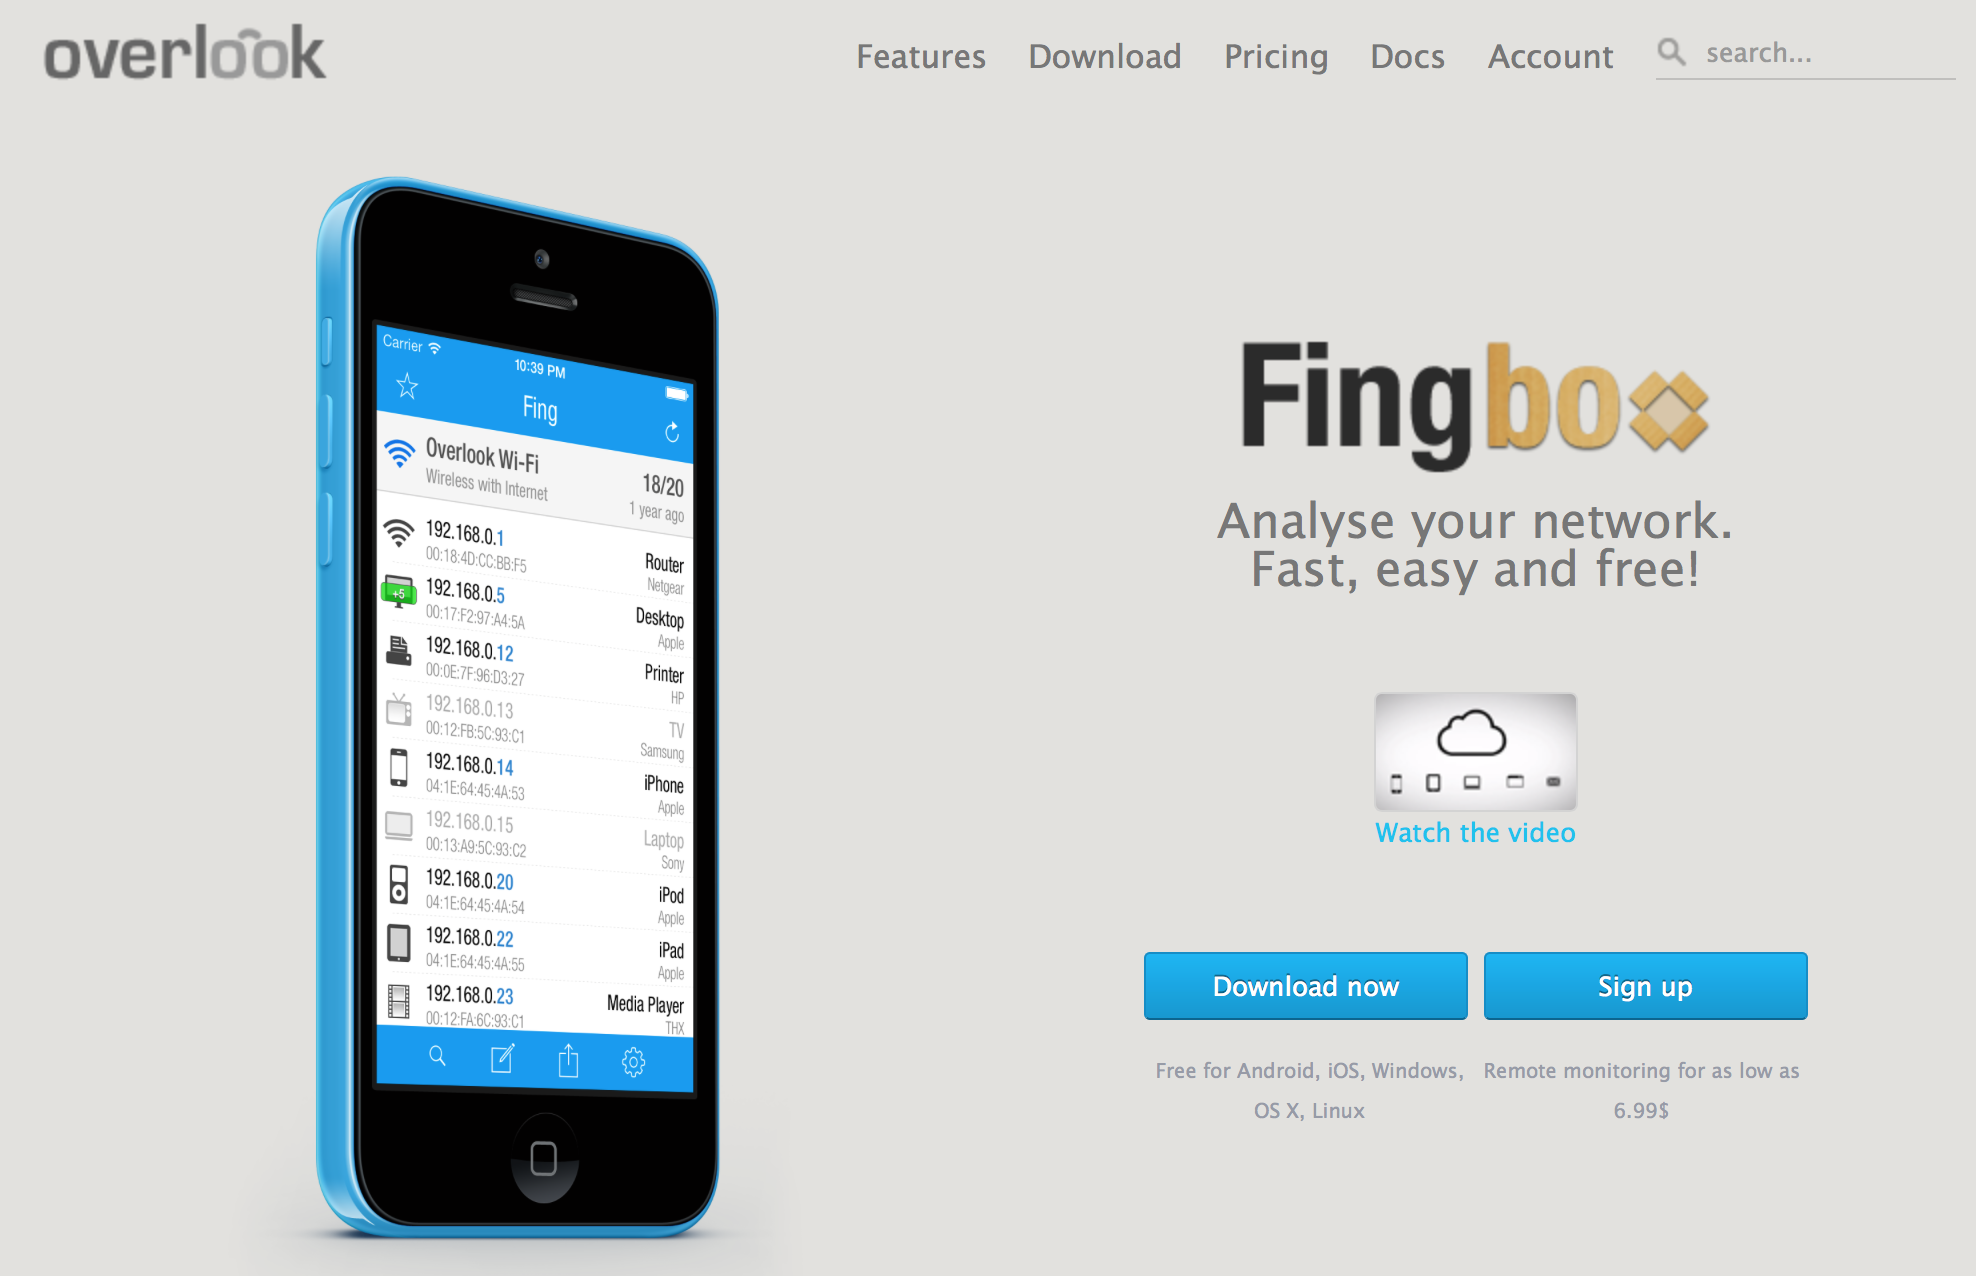 overlook
Features Download Pricing Docs Account search...
Carrier
10:39 PM
Fing
Overlook Wi-Fi
Wireless with Internet
18/20
1 year ago
192.168.0.1
00:18:4D:CC:BB:F5
Router
Netgear
+5
192.168.0.5
00:17:F2:97:A4:5A
Desktop
Apple
192.168.0.12
00:0E:7F:96:D3:27
Printer
HP
192.168.0.13
00:12:FB:5C:93:C1
TV
Samsung
192.168.0.14
04:1E:64:45:4A:53
iPhone
Apple
192.168.0.15
00:13:A9:5C:93:C2
Laptop
Sony
192.168.0.20
04:1E:64:45:4A:54
iPod
Apple
192.168.0.22
04:1E:64:45:4A:55
iPad
Apple
192.168.0.23
00:12:FA:6C:93:C1
Media Player
THX
Fingbox
Analyse your network.
Fast, easy and free!
Watch the video
Download now
Free for Android, iOS, Windows,
OS X, Linux
Sign up
Remote monitoring for as low as
6.99$